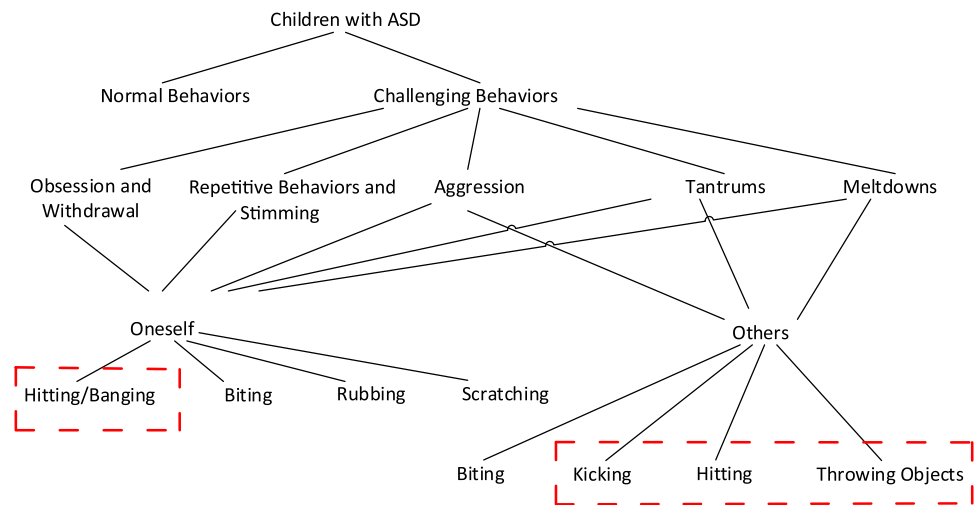 Children with ASD
Normal Behaviors
Challenging Behaviors
Obsession and
Withdrawal
Repetitive Behaviors and
Stimming
Aggression
Tantrums
Meltdowns
Oneself
Others
Hitting/Banging
Biting
Rubbing
Scratching
Biting
Kicking
Hitting
Throwing Objects